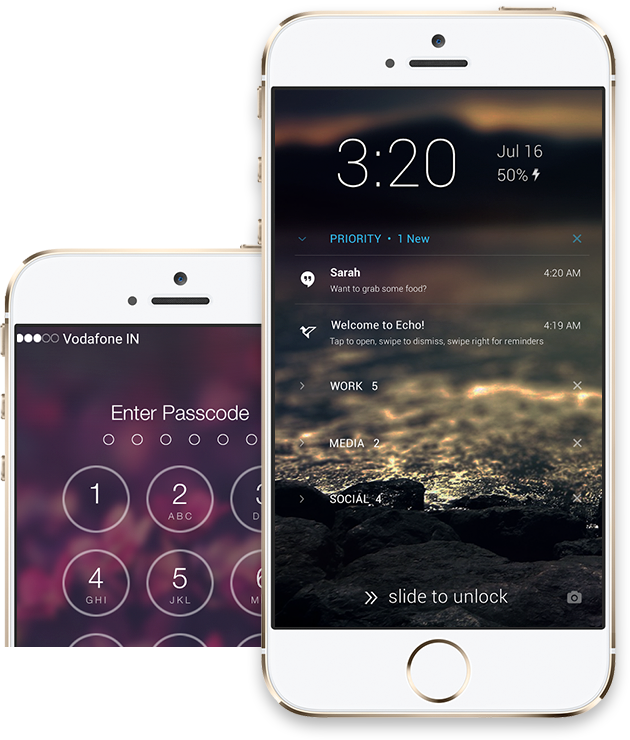 3:20
Jul 16
50%
PRIORITY • 1 New
Sarah
4:20 AM
Want to grab some food?
Welcome to Echo!
4:19 AM
Tap to open, swipe to dismiss, swipe right for reminders
WORK 5
MEDIA 2
SOCIAL 4
slide to unlock
Vodafone IN
Enter Passcode
1
2
ABC
3
D
4
GHI
5
JKL
6
M